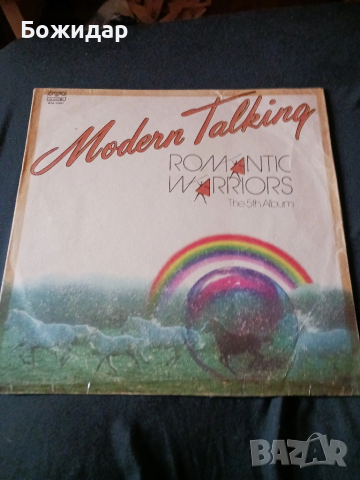 Божидар
Modern Talking
ROMANTIC
WARRIORS
The 5th Album
BAZAR